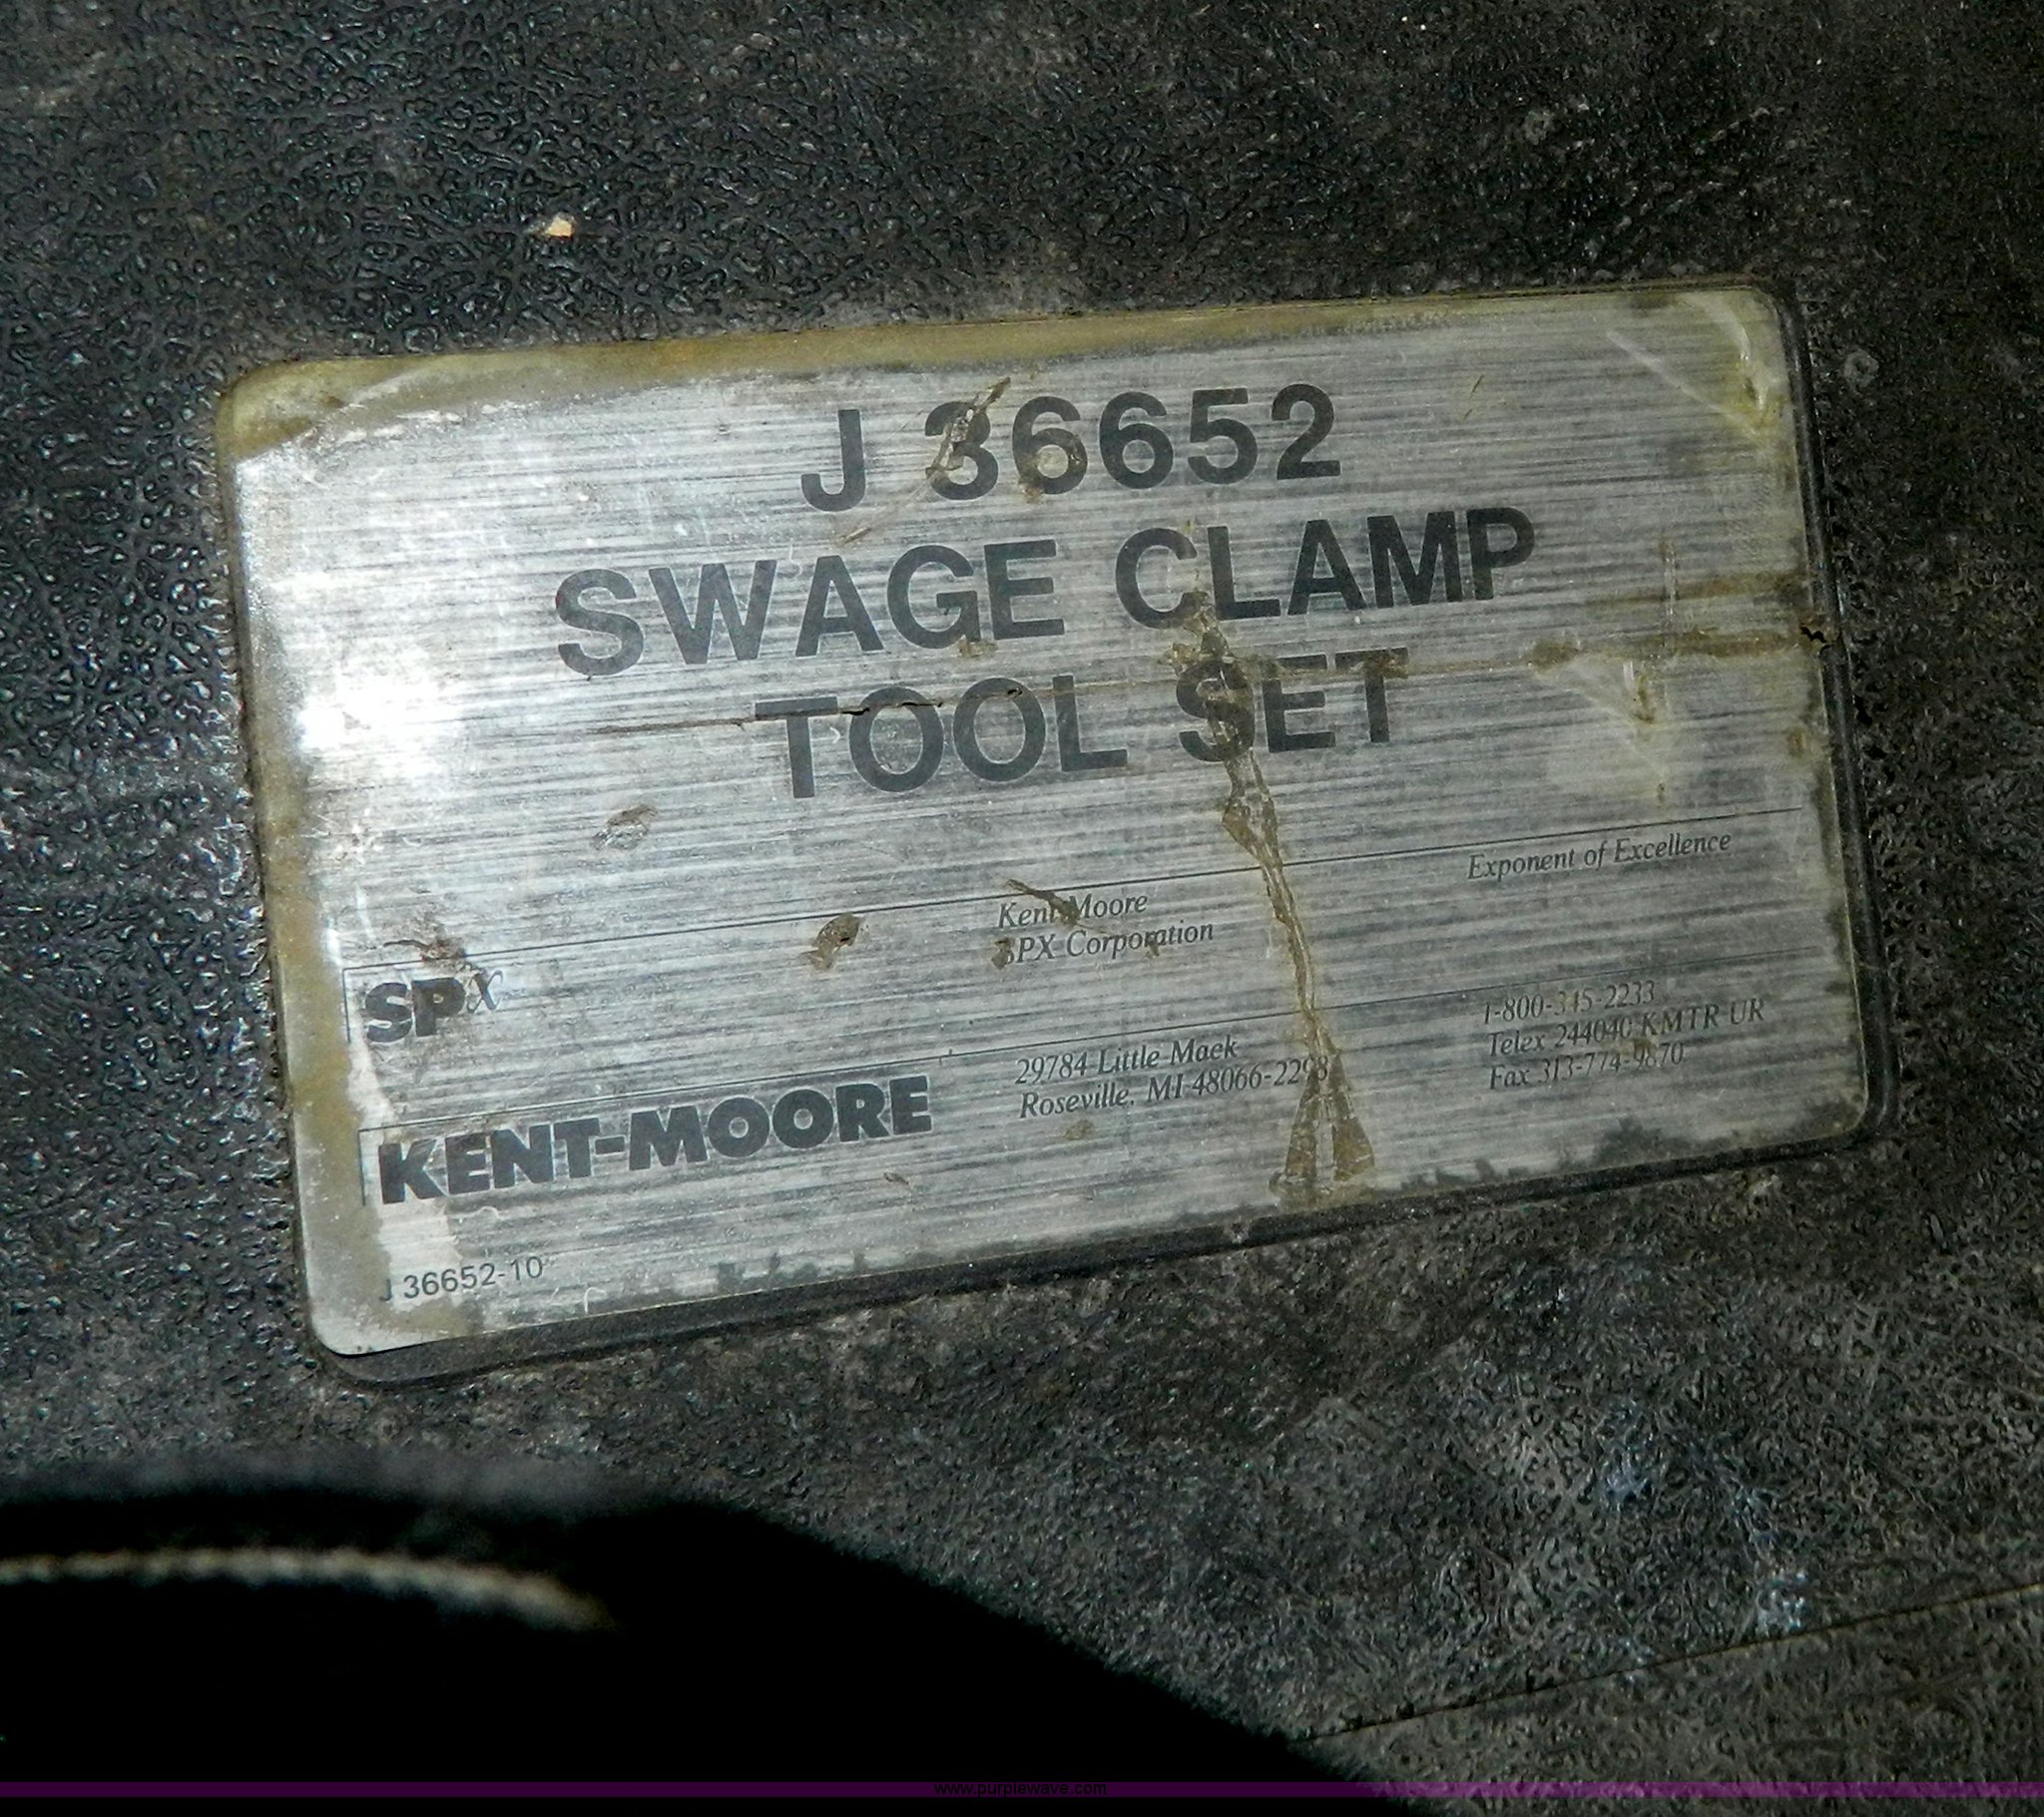 J 36652
SWAGE CLAMP
TOOL SET
Exponent of Excellence
Kent-Moore
SPX Corporation
SPX
1-800-345-2233
Telex 244040 KMTR UR
Fax 313-774-9870
29784 Little Mack
Roseville, MI 48066-2298
KENT-MOORE
J 36652-10
www.purplewave.com